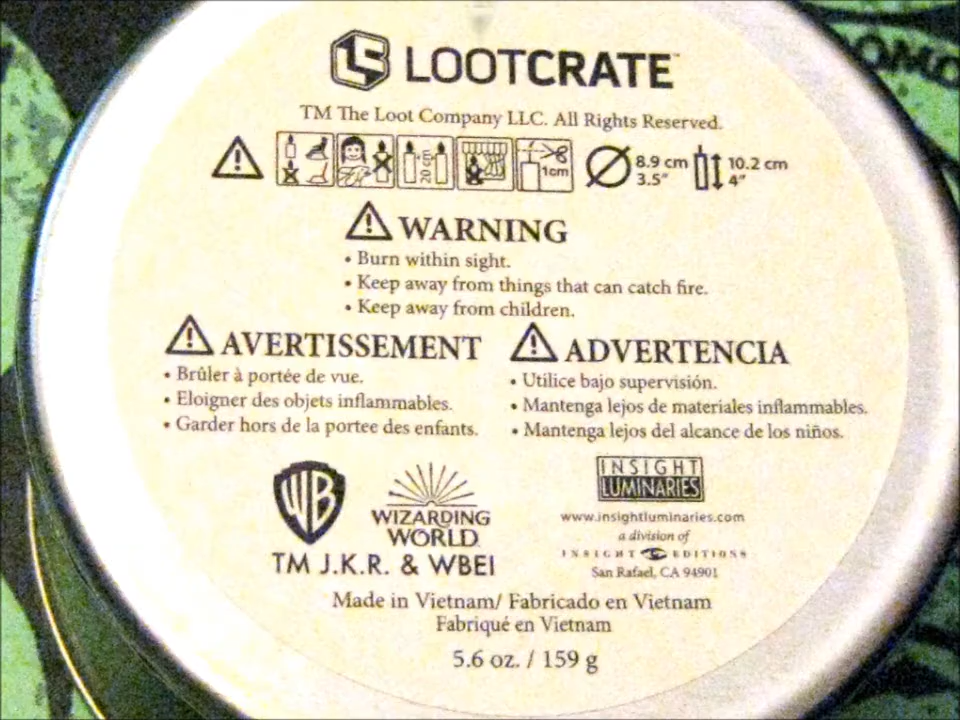 LOOTCRATE™
TM The Loot Company LLC. All Rights Reserved.
20 cm
1cm
8.9 cm
3.5"
10.2 cm
4"
WARNING
• Burn within sight.
• Keep away from things that can catch fire.
• Keep away from children.
AVERTISSEMENT
• Brûler à portée de vue.
• Eloigner des objets inflammables.
• Garder hors de la portee des enfants.
ADVERTENCIA
• Utilice bajo supervisión.
• Mantenga lejos de materiales inflammables.
• Mantenga lejos del alcance de los niños.
WB
WIZARDING
WORLD
TM J.K.R. & WBEI
INSIGHT
LUMINARIES
www.insightluminaries.com
a division of
INSIGHT EDITIONS
San Rafael, CA 94901
Made in Vietnam/ Fabricado en Vietnam
Fabriqué en Vietnam
5.6 oz. / 159 g